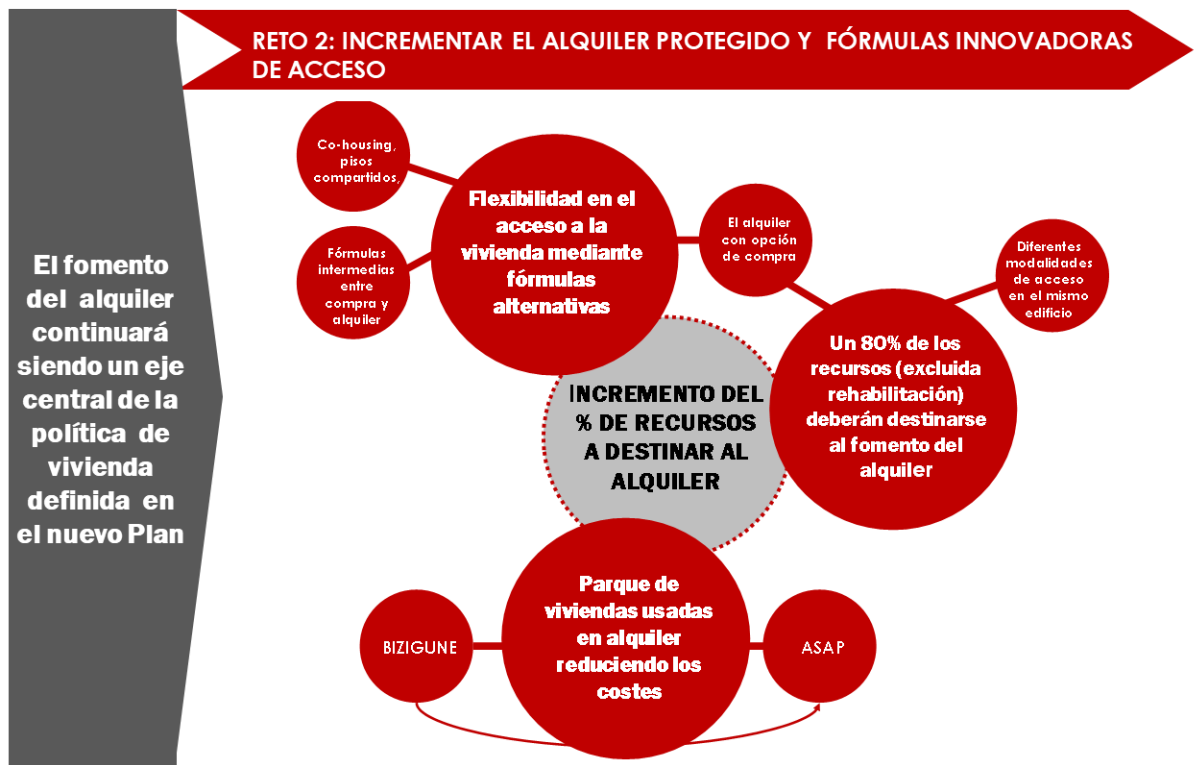 RETO 2: INCREMENTAR EL ALQUILER PROTEGIDO Y FÓRMULAS INNOVADORAS
DE ACCESO
El fomento
del alquiler
continuará
siendo un eje
central de la
política de
vivienda
definida en
el nuevo Plan
Co-housing,
pisos
compartidos,
Fórmulas
intermedias
entre
compra y
alquiler
Flexibilidad en el
acceso a la
vivienda mediante
fórmulas
alternativas
El alquiler
con opción
de compra
Diferentes
modalidades
de acceso
en el mismo
edificio
Un 80% de los
recursos (excluida
rehabilitación)
deberán destinarse
al fomento del
alquiler
INCREMENTO DEL
% DE RECURSOS
A DESTINAR AL
ALQUILER
Parque de
viviendas usadas
en alquiler
reduciendo los
costes
BIZIGUNE
ASAP